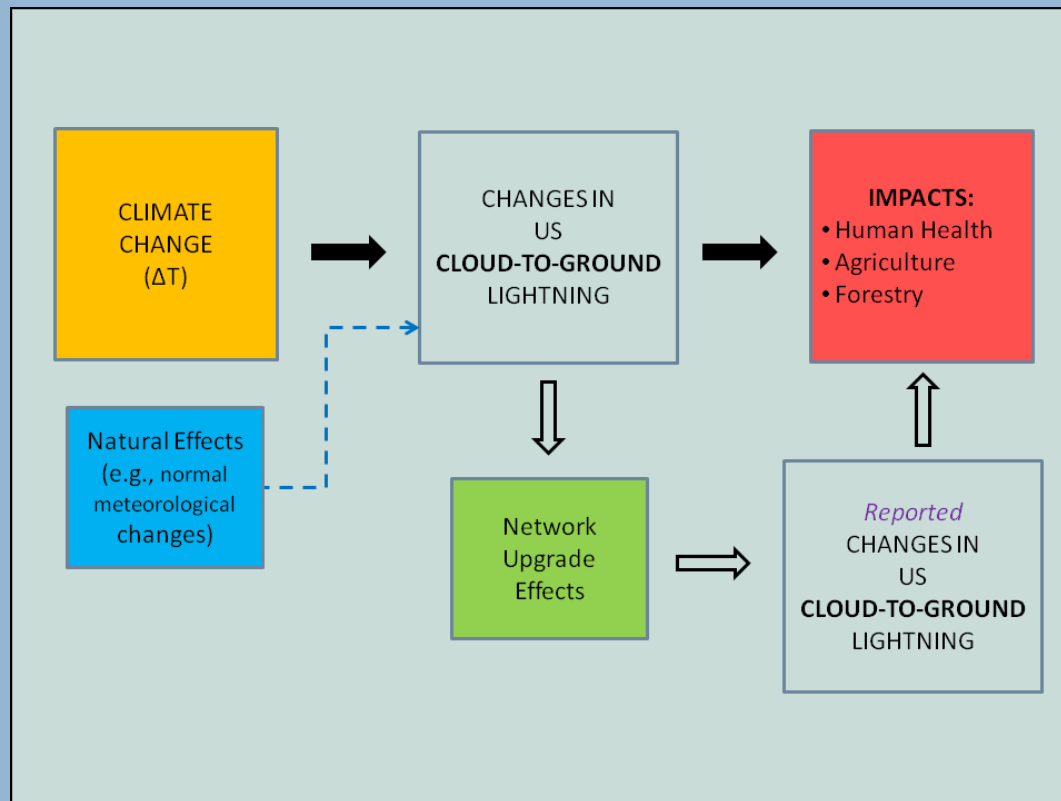 CLIMATE
CHANGE
(ΔT)
CHANGES IN
US
CLOUD-TO-GROUND
LIGHTNING
IMPACTS:
• Human Health
• Agriculture
• Forestry
Natural Effects
(e.g., normal
meteorological
changes)
Network
Upgrade
Effects
Reported
CHANGES IN
US
CLOUD-TO-GROUND
LIGHTNING